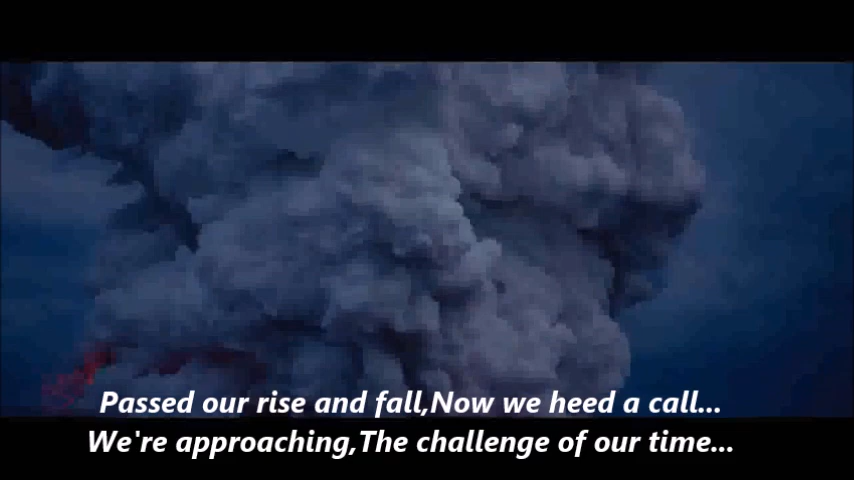 Passed our rise and fall,Now we heed a call...
We're approaching,The challenge of our time...